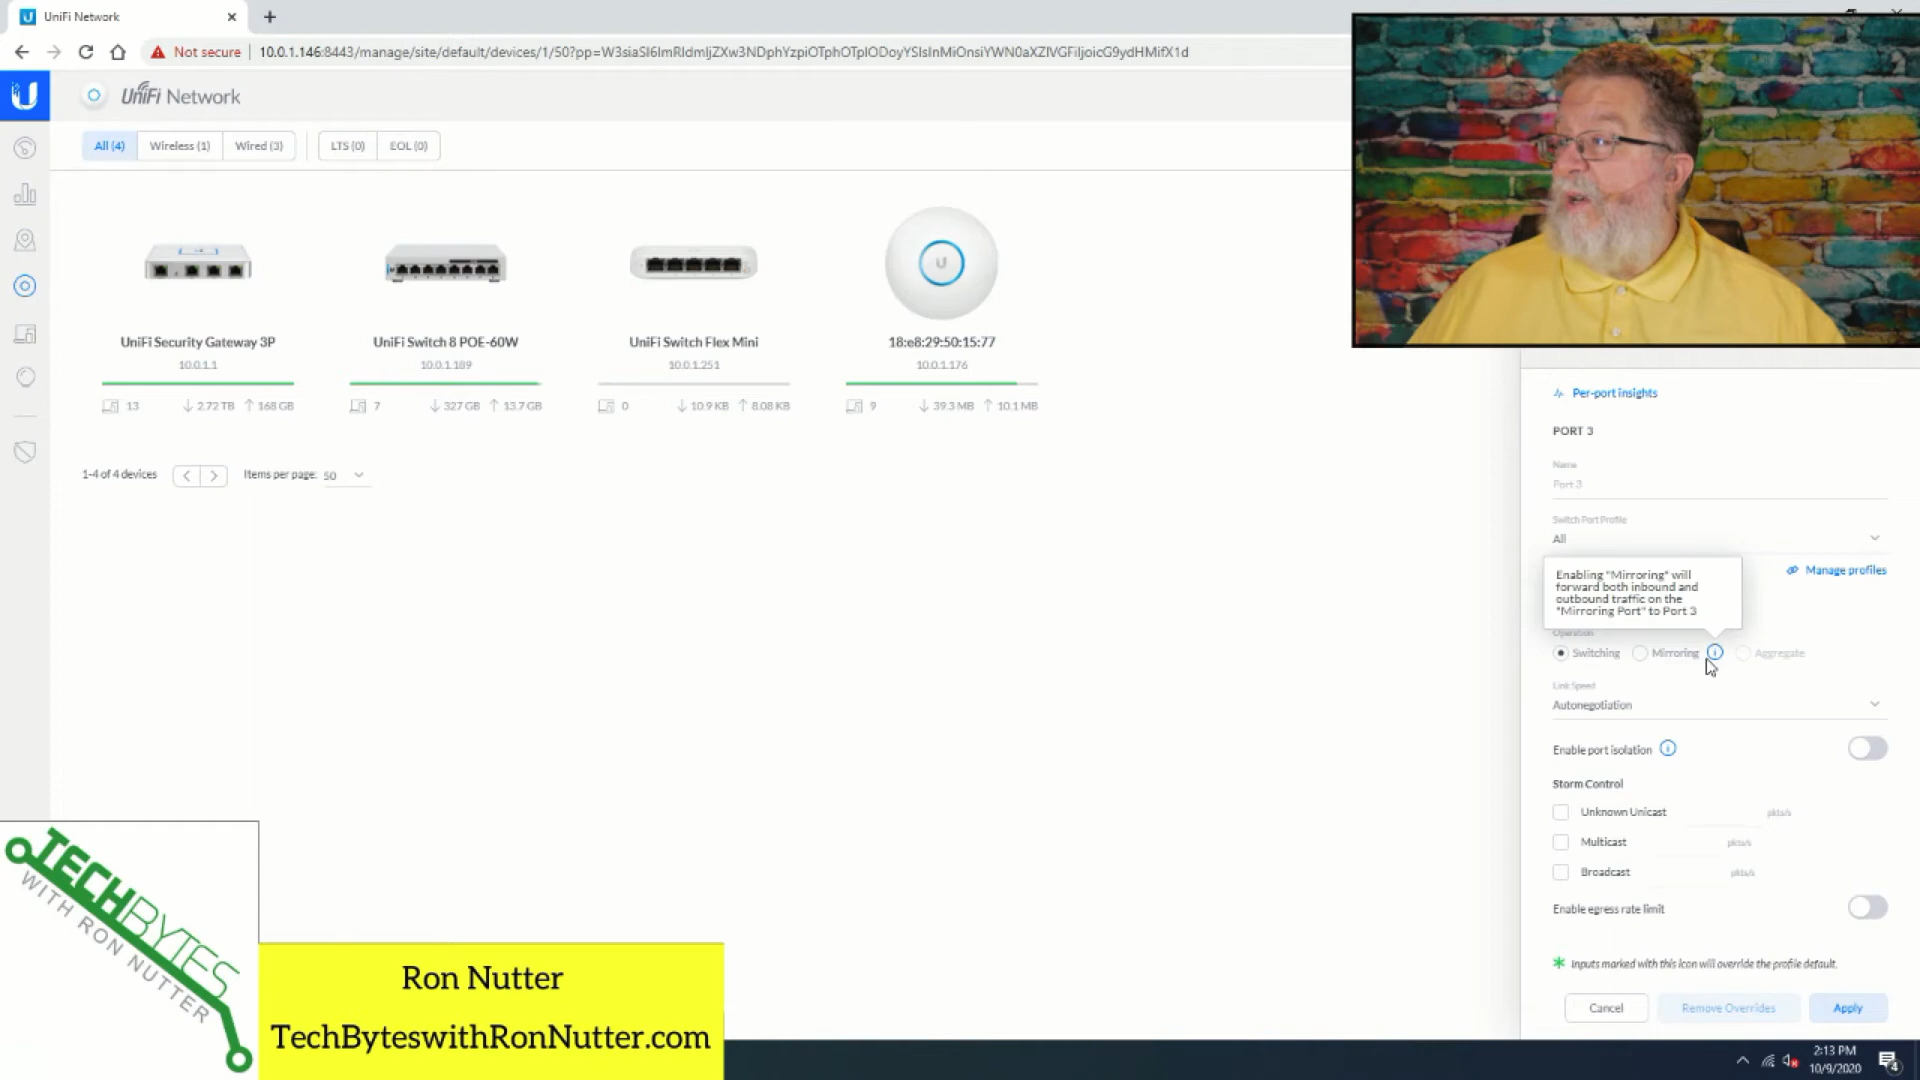 UniFi Network
Not secure
10.0.1.146:8443/manage/site/default/devices/1/50?pp=W3siaSI6ImRldmljZXw3NDphYzpiOTphOTplODoyYSIsInMiOnsiYWN0aXZlVGFiIjoicG9ydHMifX1d
UniFi Network
All (4) Wireless (1) Wired (3) LTS (0) EOL (0)
UniFi Security Gateway 3P
10.0.1.1
13 2.72 TB 168 GB
UniFi Switch 8 POE-60W
10.0.1.189
7 327 GB 13.7 GB
UniFi Switch Flex Mini
10.0.1.251
0 10.9 KB 8.08 KB
18:e8:29:50:15:77
10.0.1.176
9 39.3 MB 10.1 MB
1-4 of 4 devices Items per page: 50
Per-port insights
PORT 3
Name
Port 3
Switch Port Profile
All
Manage profiles
Enabling "Mirroring" will
forward both inbound and
outbound traffic on the
"Mirroring Port" to Port 3
Operation
Switching Mirroring Aggregate
Link Speed
Autonegotiation
Enable port isolation
Storm Control
Unknown Unicast pkts/s
Multicast pkts/s
Broadcast pkts/s
Enable egress rate limit
Inputs marked with this icon will override the profile default.
Cancel Remove Overrides Apply
TECHBYTES
WITH RON NUTTER
Ron Nutter
TechByteswithRonNutter.com
2:13 PM
10/9/2020
4